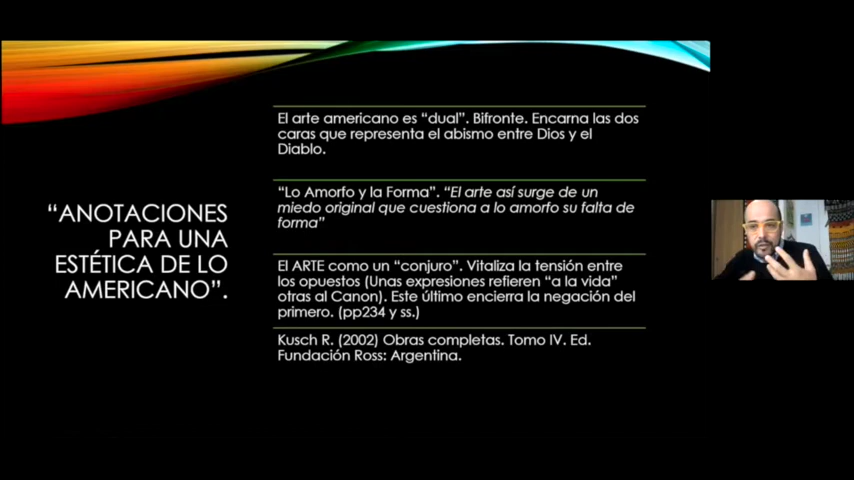 “ANOTACIONES
PARA UNA
ESTÉTICA DE LO
AMERICANO”.
El arte americano es “dual”. Bifronte. Encarna las dos
caras que representa el abismo entre Dios y el
Diablo.
“Lo Amorfo y la Forma”. “El arte así surge de un
miedo original que cuestiona a lo amorfo su falta de
forma”
El ARTE como un “conjuro”. Vitaliza la tensión entre
los opuestos (Unas expresiones refieren “a la vida”
otras al Canon). Este último encierra la negación del
primero. (pp234 y ss.)
Kusch R. (2002) Obras completas. Tomo IV. Ed.
Fundación Ross: Argentina.